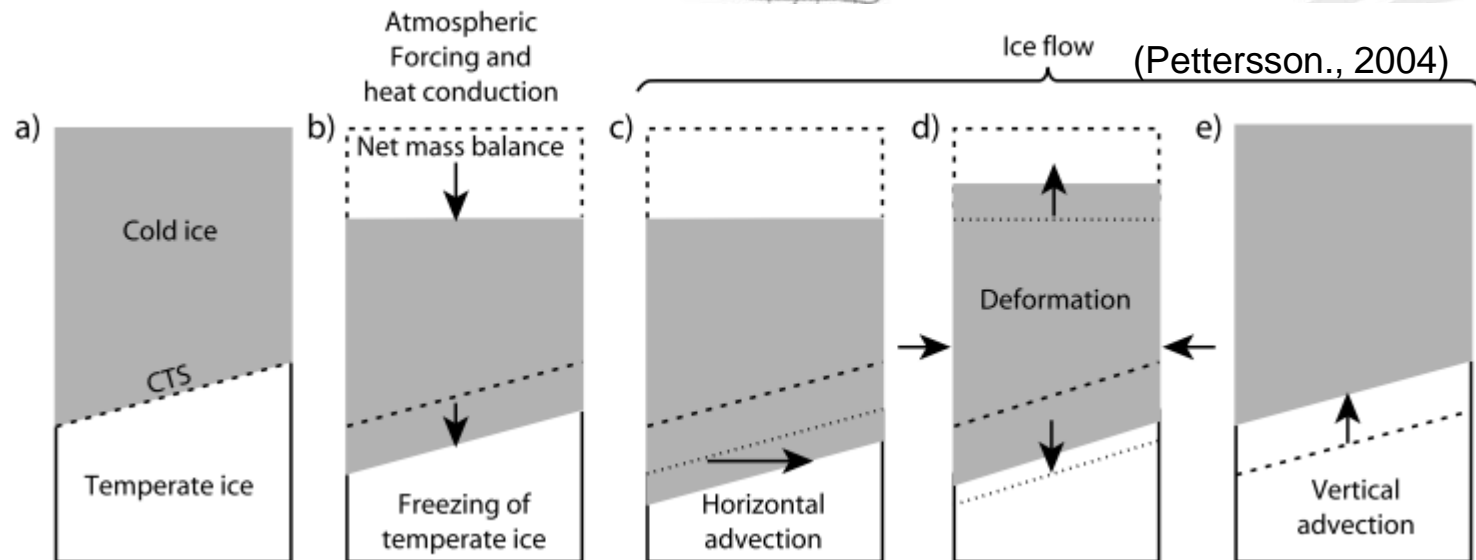 Atmospheric
Forcing and
heat conduction
Ice flow
(Pettersson., 2004)
a)
b)
c)
d)
e)
Net mass balance
Cold ice
Deformation
CTS
Temperate ice
Freezing of
temperate ice
Horizontal
advection
Vertical
advection